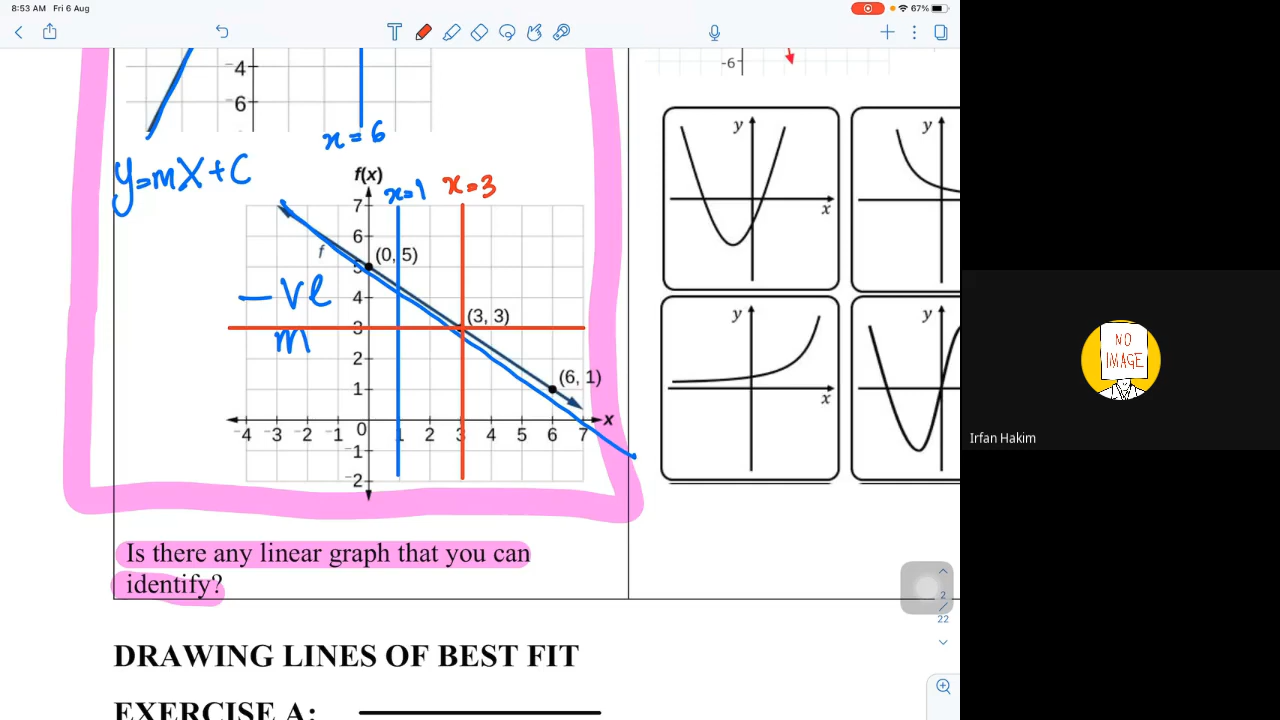 8:53 AM Fri 6 Aug
67%
T
-4
-6
x = 6
y=mx+c
f(x)
x=1
x=3
7
6
5
4
3
2
1
-1
-2
f
(0, 5)
(3, 3)
(6, 1)
-ve
m
-4 -3 -2 -1 0 1 2 3 4 5 6 7
x
Is there any linear graph that you can
identify?
DRAWING LINES OF BEST FIT
EXERCISE A:
-6
y
x
y
y
x
y
2
/
22
NO
IMAGE
Irfan Hakim